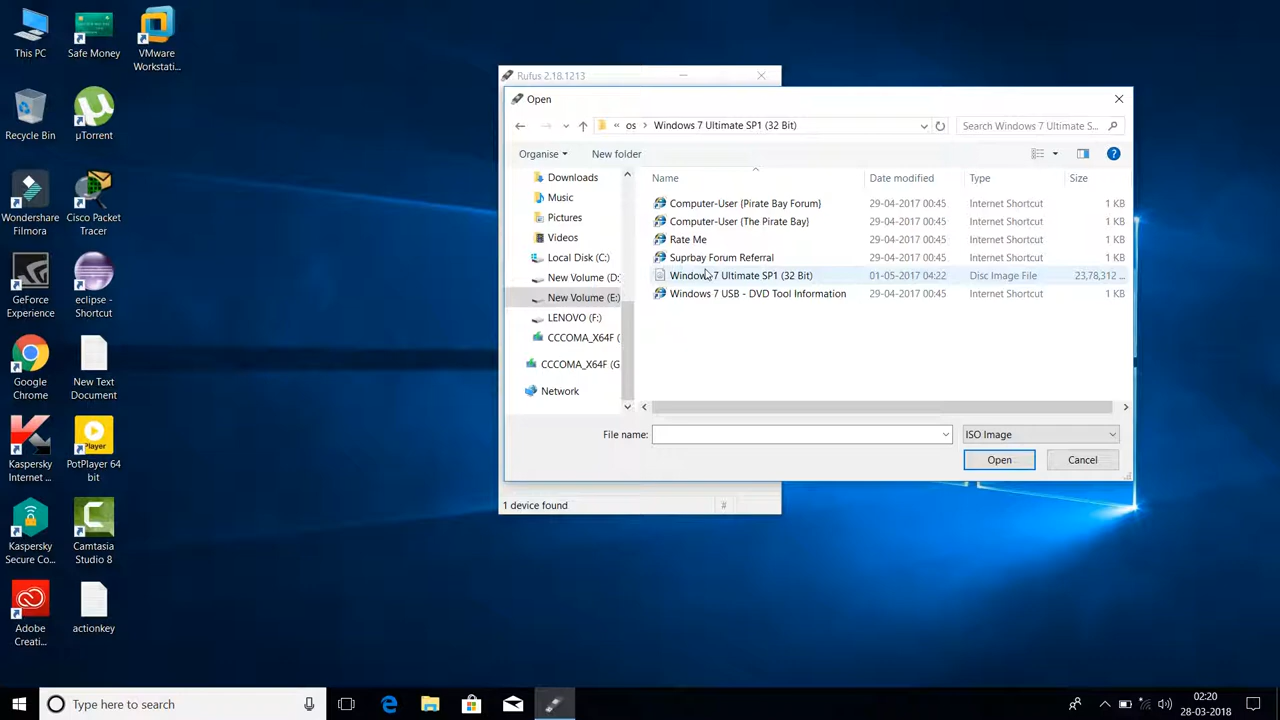 This PC
Safe Money
VMware
Workstati...
Recycle Bin
µTorrent
Wondershare
Filmora
Cisco Packet
Tracer
GeForce
Experience
eclipse -
Shortcut
Google
Chrome
New Text
Document
Kaspersky
Internet ...
Player
PotPlayer 64
bit
Kaspersky
Secure Co...
Camtasia
Studio 8
Adobe
Creati...
actionkey
Rufus 2.18.1213
Open
« os › Windows 7 Ultimate SP1 (32 Bit)
Search Windows 7 Ultimate S...
Organise
New folder
Downloads
Music
Pictures
Videos
Local Disk (C:)
New Volume (D:
New Volume (E:)
LENOVO (F:)
CCCOMA_X64F (
CCCOMA_X64F (G
Network
Name Date modified Type Size
Computer-User (Pirate Bay Forum) 29-04-2017 00:45 Internet Shortcut 1 KB
Computer-User (The Pirate Bay) 29-04-2017 00:45 Internet Shortcut 1 KB
Rate Me 29-04-2017 00:45 Internet Shortcut 1 KB
Suprbay Forum Referral 29-04-2017 00:45 Internet Shortcut 1 KB
Windows 7 Ultimate SP1 (32 Bit) 01-05-2017 04:22 Disc Image File 23,78,312 ...
Windows 7 USB - DVD Tool Information 29-04-2017 00:45 Internet Shortcut 1 KB
File name:
ISO Image
Open
Cancel
1 device found
#
Type here to search
02:20
28-03-2018